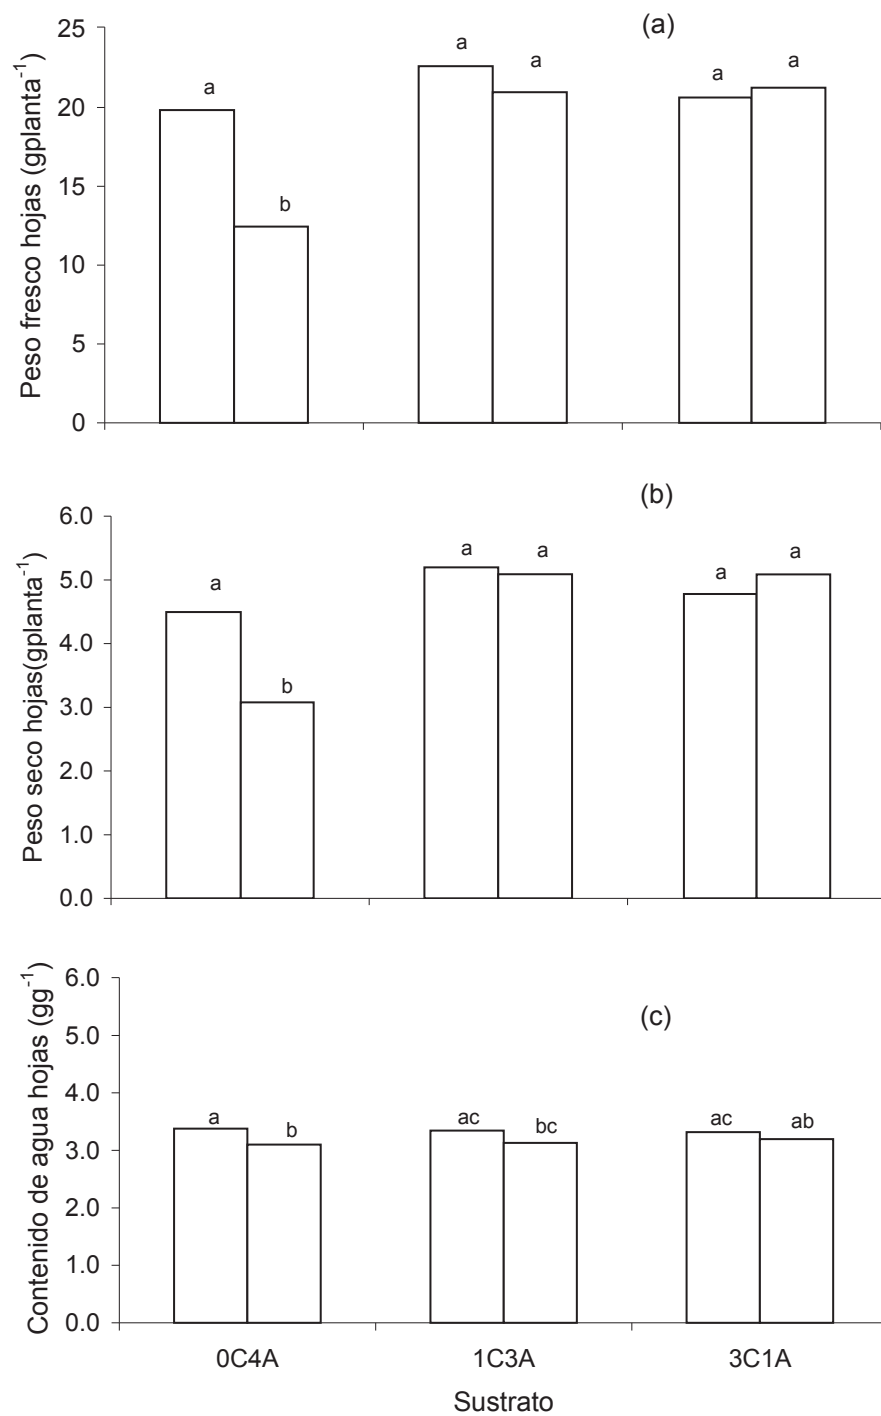 (a)
Peso fresco hojas (gplanta⁻¹)
25
20
15
10
5
0
a
b
a
a
a
a
(b)
Peso seco hojas(gplanta⁻¹)
6.0
5.0
4.0
3.0
2.0
1.0
0.0
a
b
a
a
a
a
(c)
Contenido de agua hojas (gg⁻¹)
6.0
5.0
4.0
3.0
2.0
1.0
0.0
a
b
ac
bc
ac
ab
0C4A
1C3A
3C1A
Sustrato